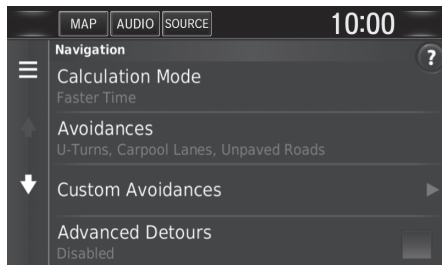 MAP AUDIO SOURCE 10:00
Navigation
?
Calculation Mode
Faster Time
Avoidances
U-Turns, Carpool Lanes, Unpaved Roads
Custom Avoidances
Advanced Detours
Disabled